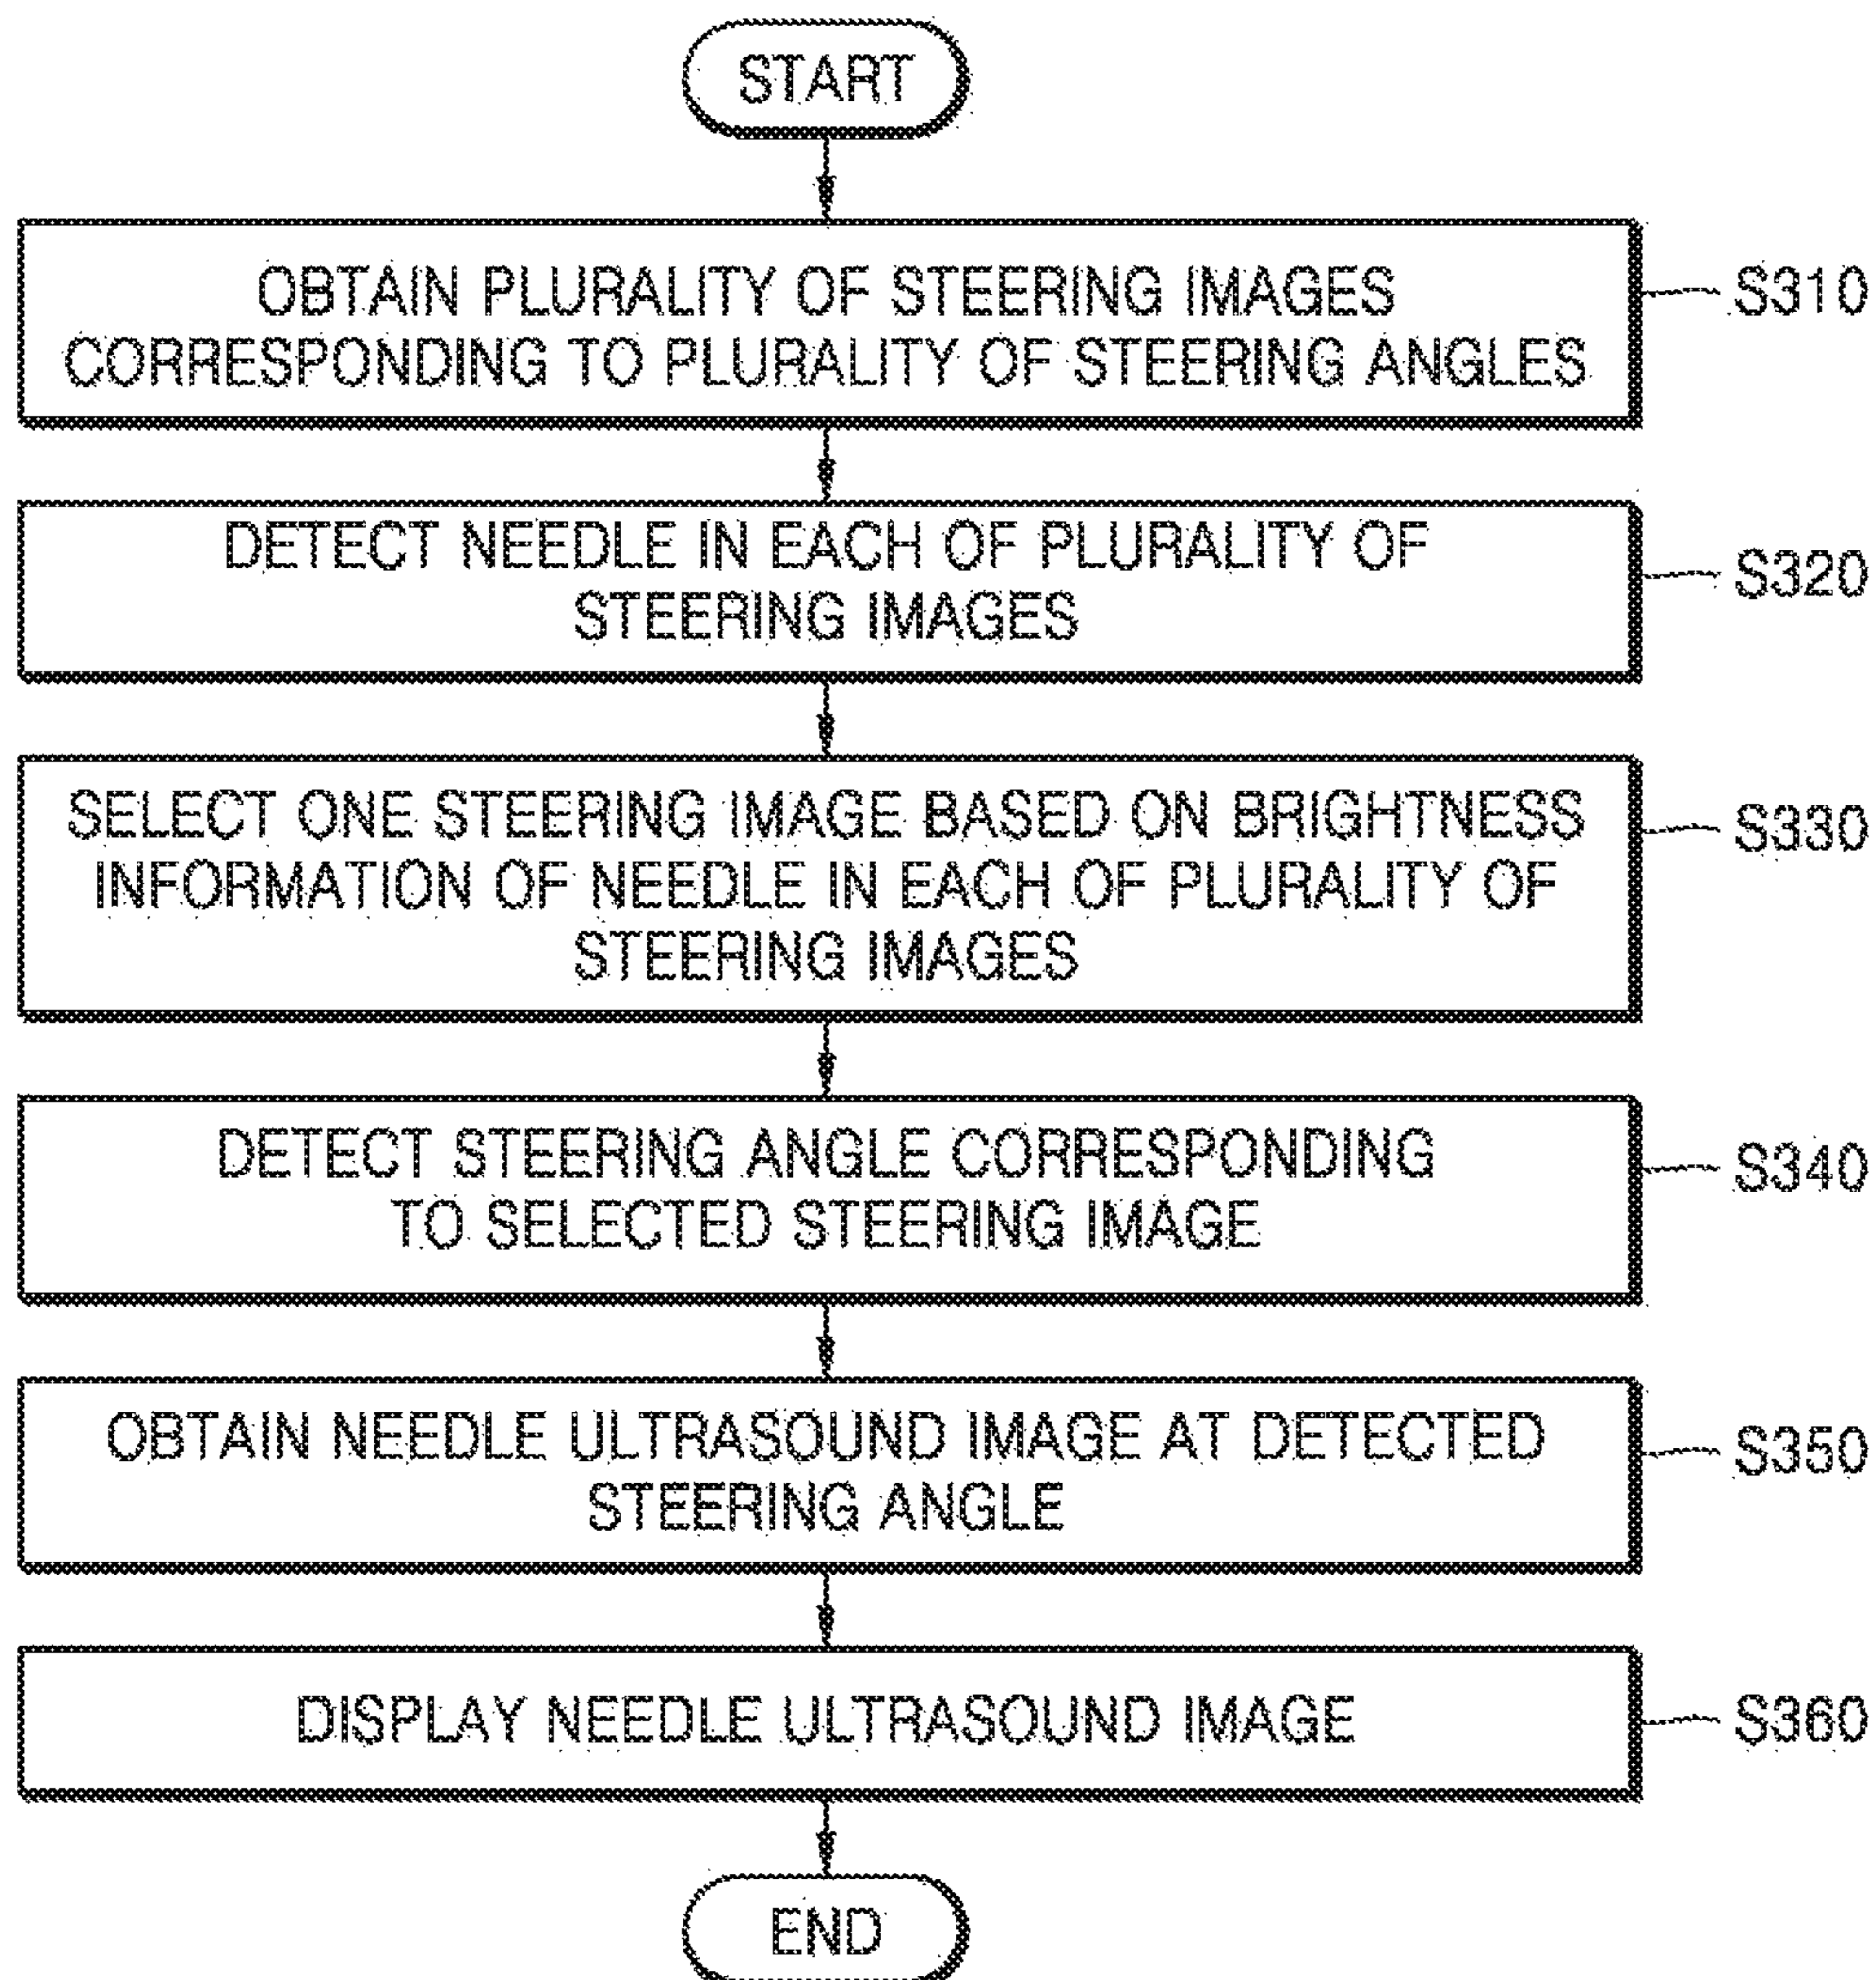 START
OBTAIN PLURALITY OF STEERING IMAGES
CORRESPONDING TO PLURALITY OF STEERING ANGLES
S310
DETECT NEEDLE IN EACH OF PLURALITY OF
STEERING IMAGES
S320
SELECT ONE STEERING IMAGE BASED ON BRIGHTNESS
INFORMATION OF NEEDLE IN EACH OF PLURALITY OF
STEERING IMAGES
S330
DETECT STEERING ANGLE CORRESPONDING
TO SELECTED STEERING IMAGE
S340
OBTAIN NEEDLE ULTRASOUND IMAGE AT DETECTED
STEERING ANGLE
S350
DISPLAY NEEDLE ULTRASOUND IMAGE
S360
END